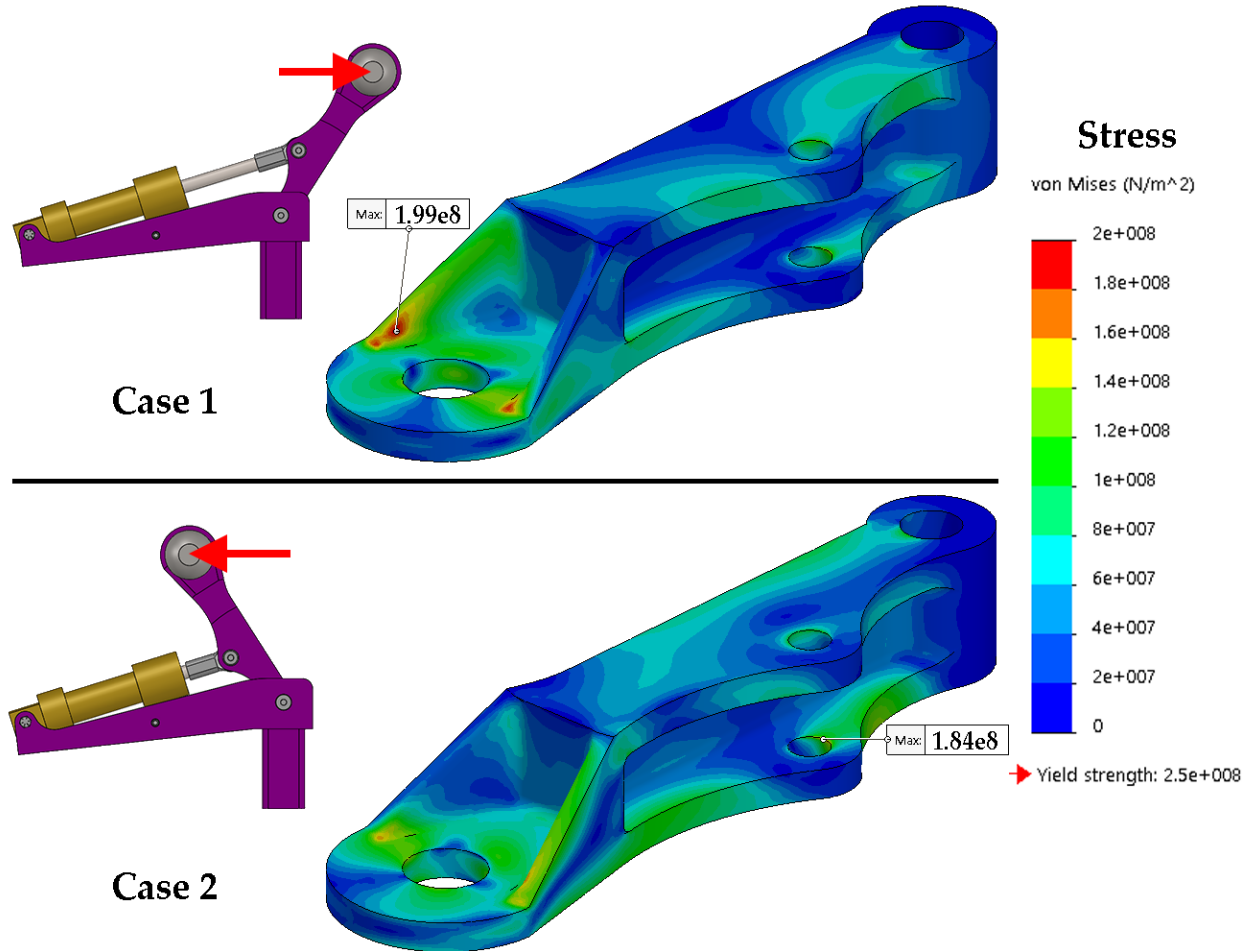 Max: 1.99e8
Case 1
Stress
von Mises (N/m^2)
2e+008
1.8e+008
1.6e+008
1.4e+008
1.2e+008
1e+008
8e+007
6e+007
4e+007
2e+007
0
Yield strength: 2.5e+008
Max: 1.84e8
Case 2